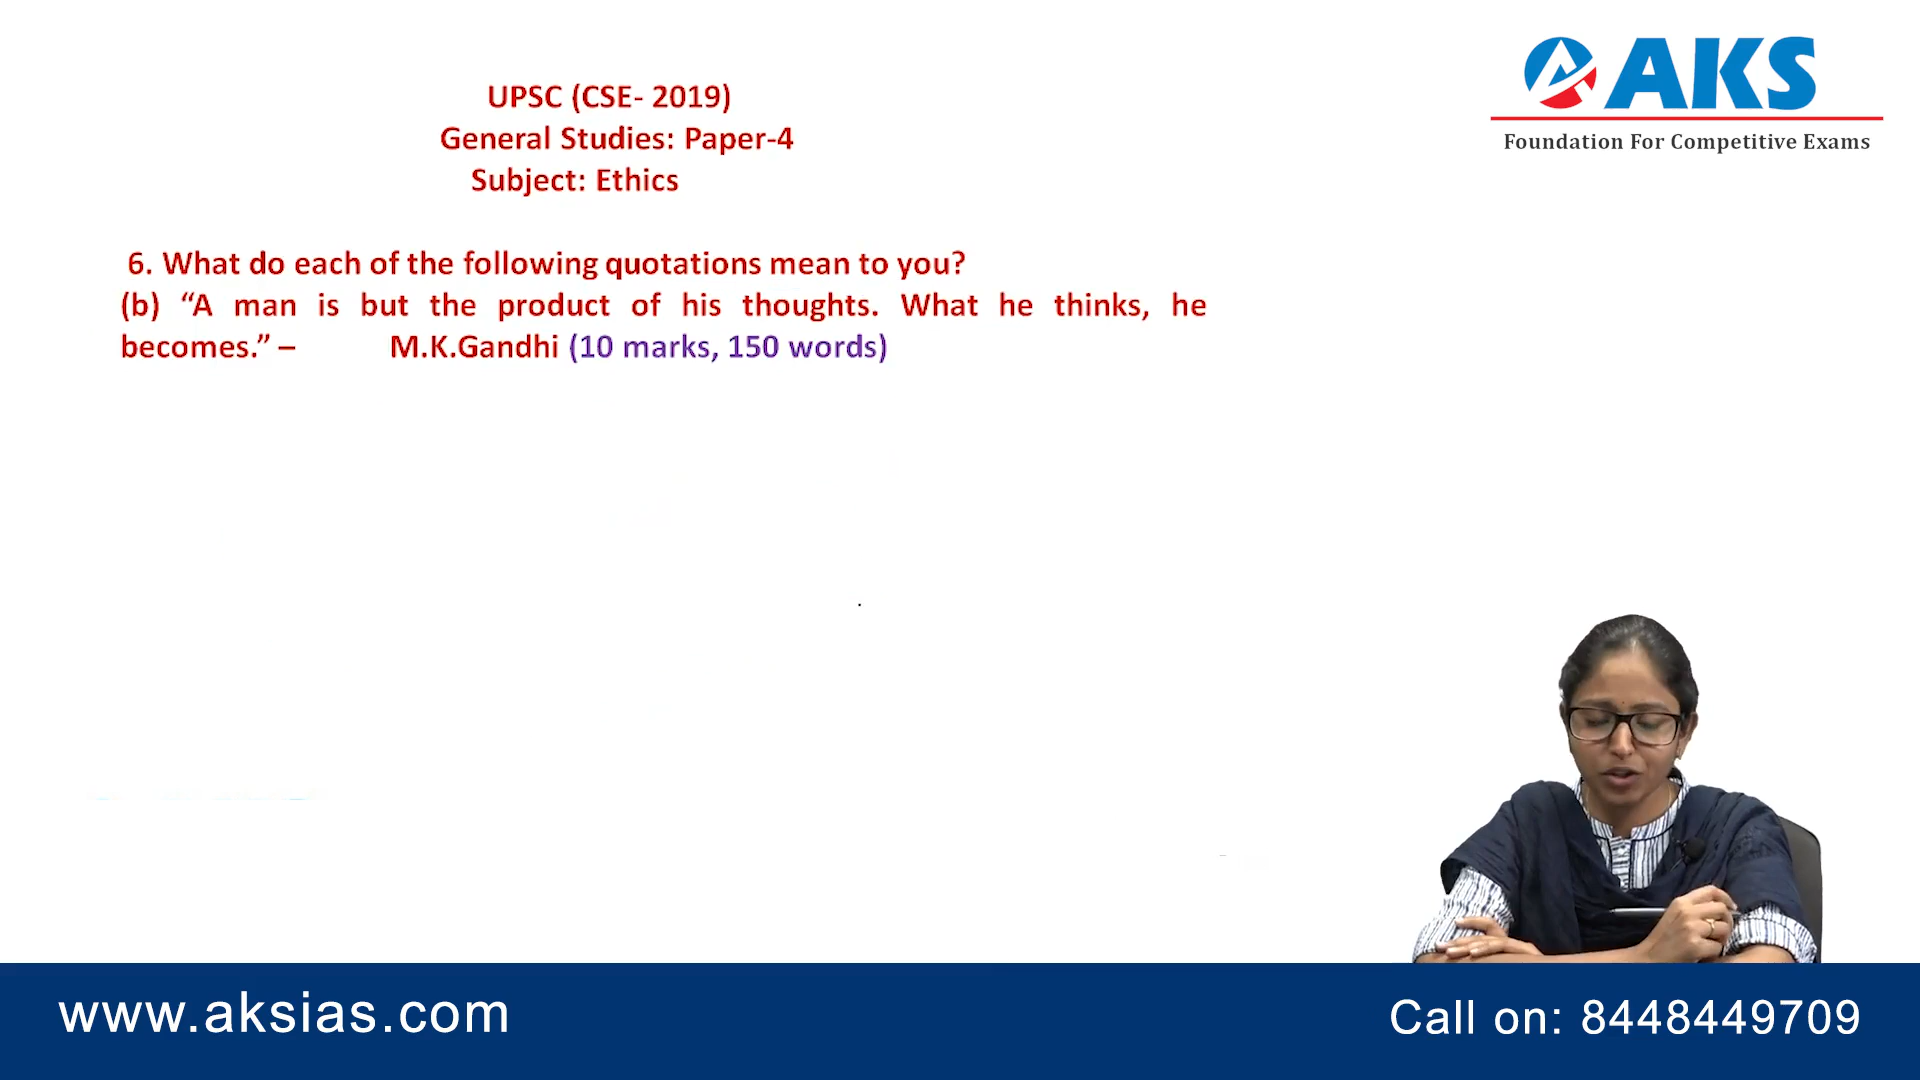 AKS
Foundation For Competitive Exams
UPSC (CSE- 2019)
General Studies: Paper-4
Subject: Ethics
6. What do each of the following quotations mean to you?
(b) “A man is but the product of his thoughts. What he thinks, he
becomes.” – M.K.Gandhi (10 marks, 150 words)
www.aksias.com
Call on: 8448449709